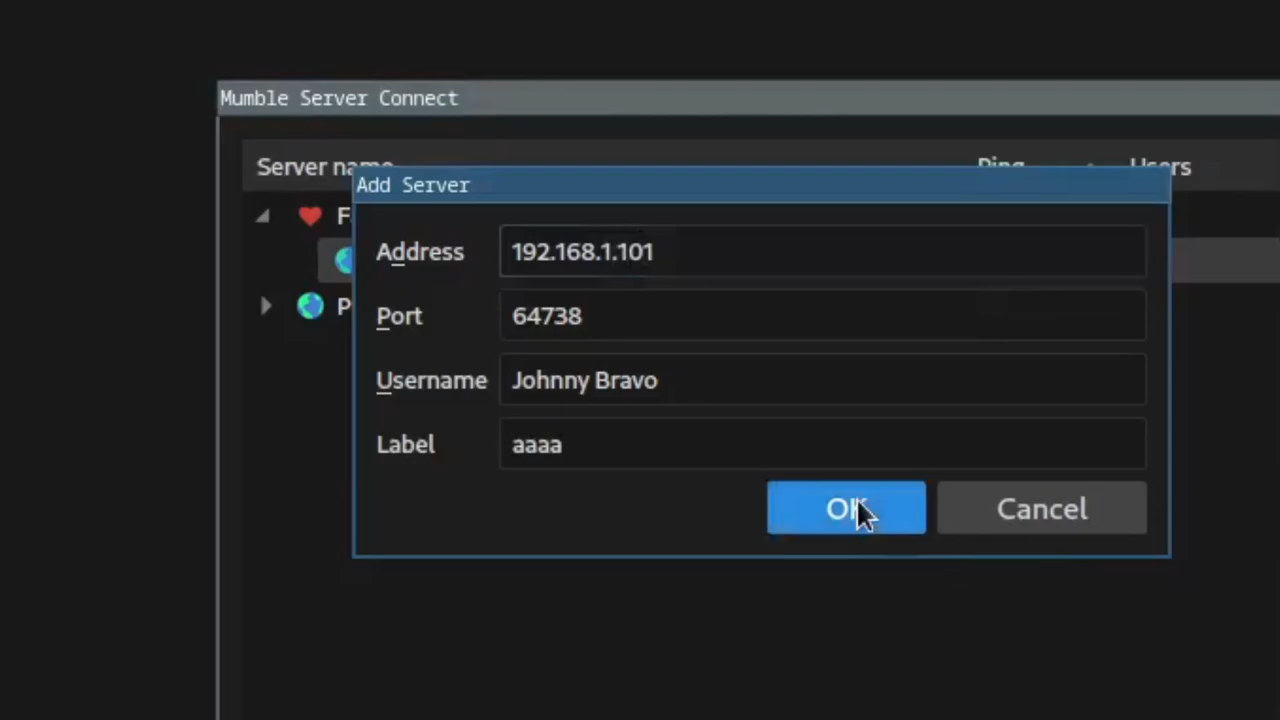 Mumble Server Connect
Server name Ping Users
Add Server
Address 192.168.1.101
Port 64738
Username Johnny Bravo
Label aaaa
OK Cancel